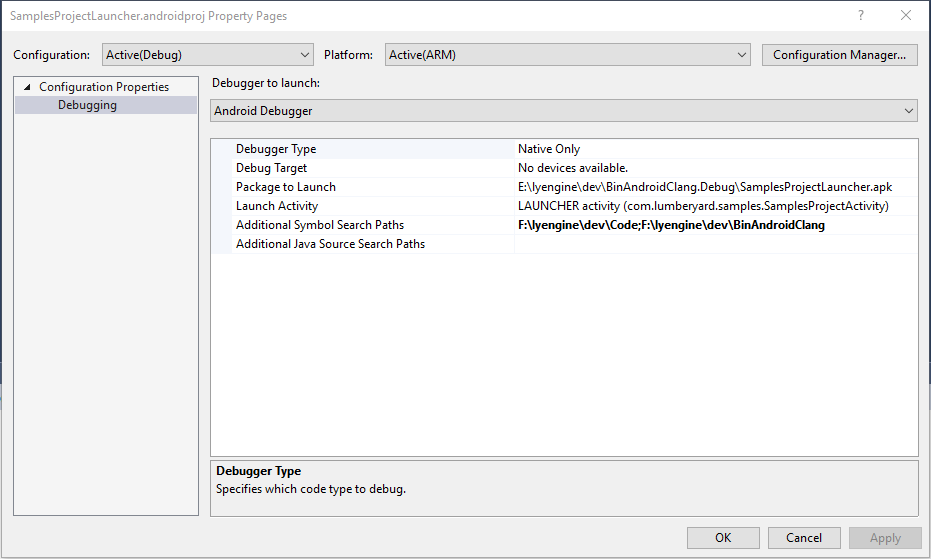 SamplesProjectLauncher.androidproj Property Pages
?
Configuration: Active(Debug) Platform: Active(ARM) Configuration Manager...
Configuration Properties
Debugging
Debugger to launch:
Android Debugger
Debugger Type Native Only
Debug Target No devices available.
Package to Launch E:\lyengine\dev\BinAndroidClang.Debug\SamplesProjectLauncher.apk
Launch Activity LAUNCHER activity (com.lumberyard.samples.SamplesProjectActivity)
Additional Symbol Search Paths F:\lyengine\dev\Code;F:\lyengine\dev\BinAndroidClang
Additional Java Source Search Paths
Debugger Type
Specifies which code type to debug.
OK Cancel Apply